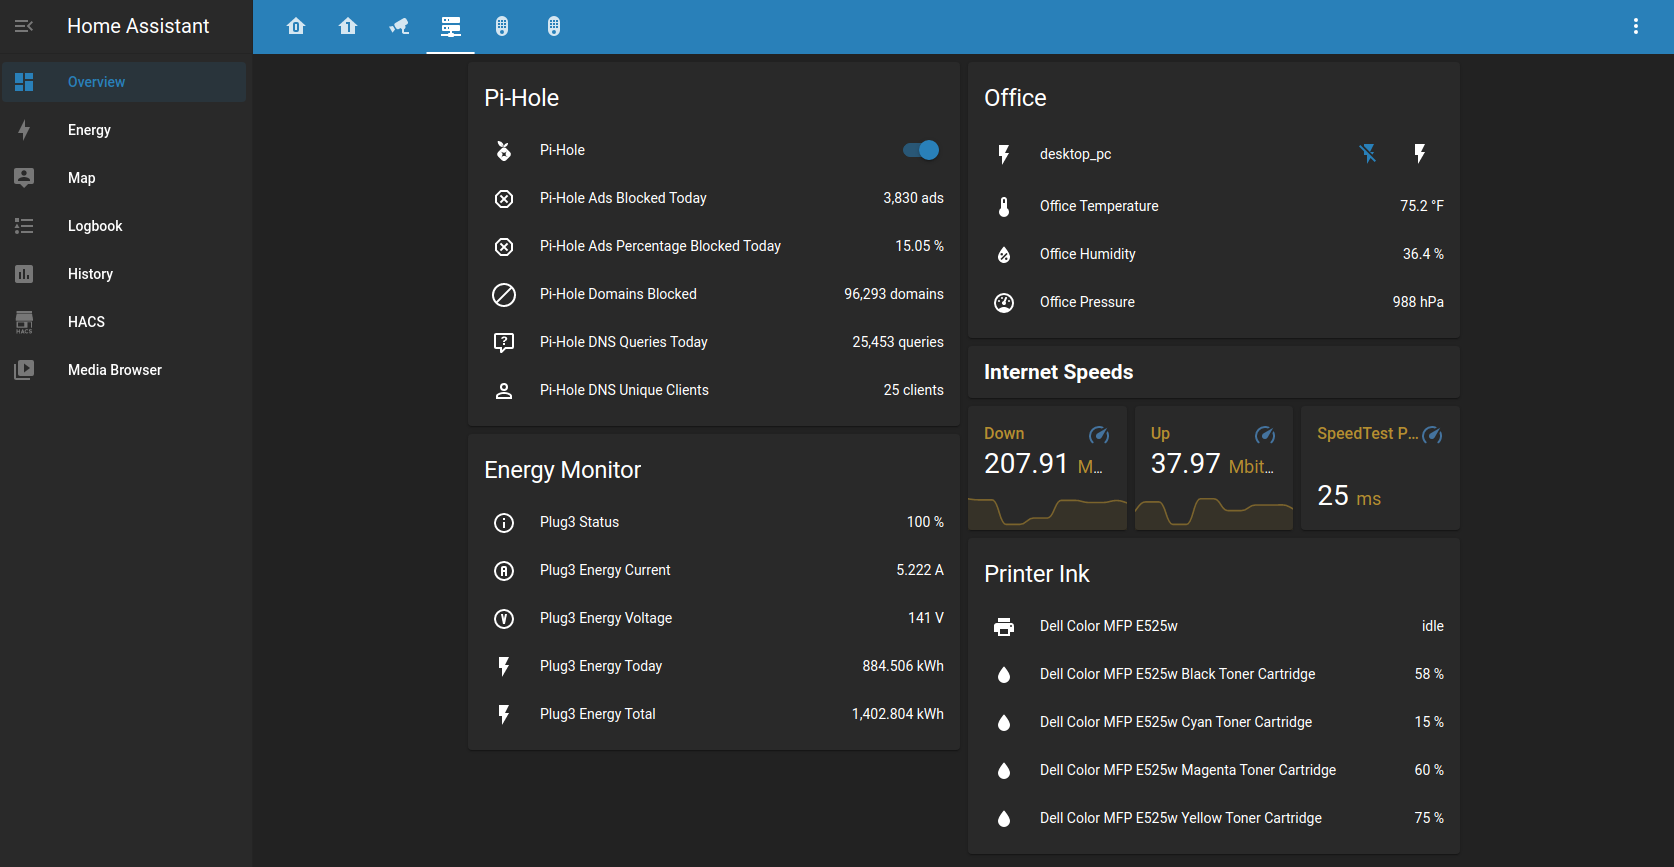 Home Assistant
0
1
Overview
Energy
Map
Logbook
History
HACS
HACS
Media Browser
Pi-Hole
Pi-Hole
Pi-Hole Ads Blocked Today 3,830 ads
Pi-Hole Ads Percentage Blocked Today 15.05 %
Pi-Hole Domains Blocked 96,293 domains
Pi-Hole DNS Queries Today 25,453 queries
Pi-Hole DNS Unique Clients 25 clients
Energy Monitor
Plug3 Status 100 %
A Plug3 Energy Current 5.222 A
V Plug3 Energy Voltage 141 V
Plug3 Energy Today 884.506 kWh
Plug3 Energy Total 1,402.804 kWh
Office
desktop_pc
Office Temperature 75.2 °F
Office Humidity 36.4 %
Office Pressure 988 hPa
Internet Speeds
Down
207.91 M...
Up
37.97 Mbit...
SpeedTest P...
25 ms
Printer Ink
Dell Color MFP E525w idle
Dell Color MFP E525w Black Toner Cartridge 58 %
Dell Color MFP E525w Cyan Toner Cartridge 15 %
Dell Color MFP E525w Magenta Toner Cartridge 60 %
Dell Color MFP E525w Yellow Toner Cartridge 75 %